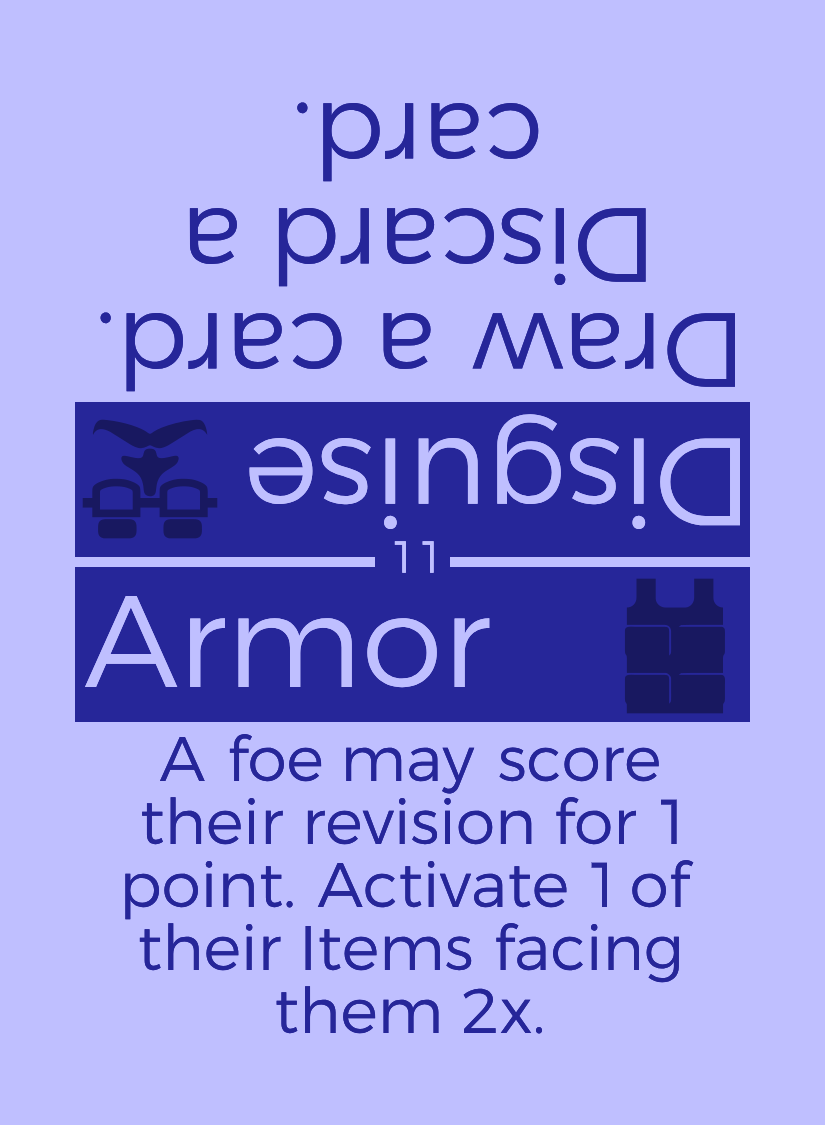 Draw a card.
Discard a
card.
Disguise
11
Armor
A foe may score
their revision for 1
point. Activate 1 of
their Items facing
them 2x.